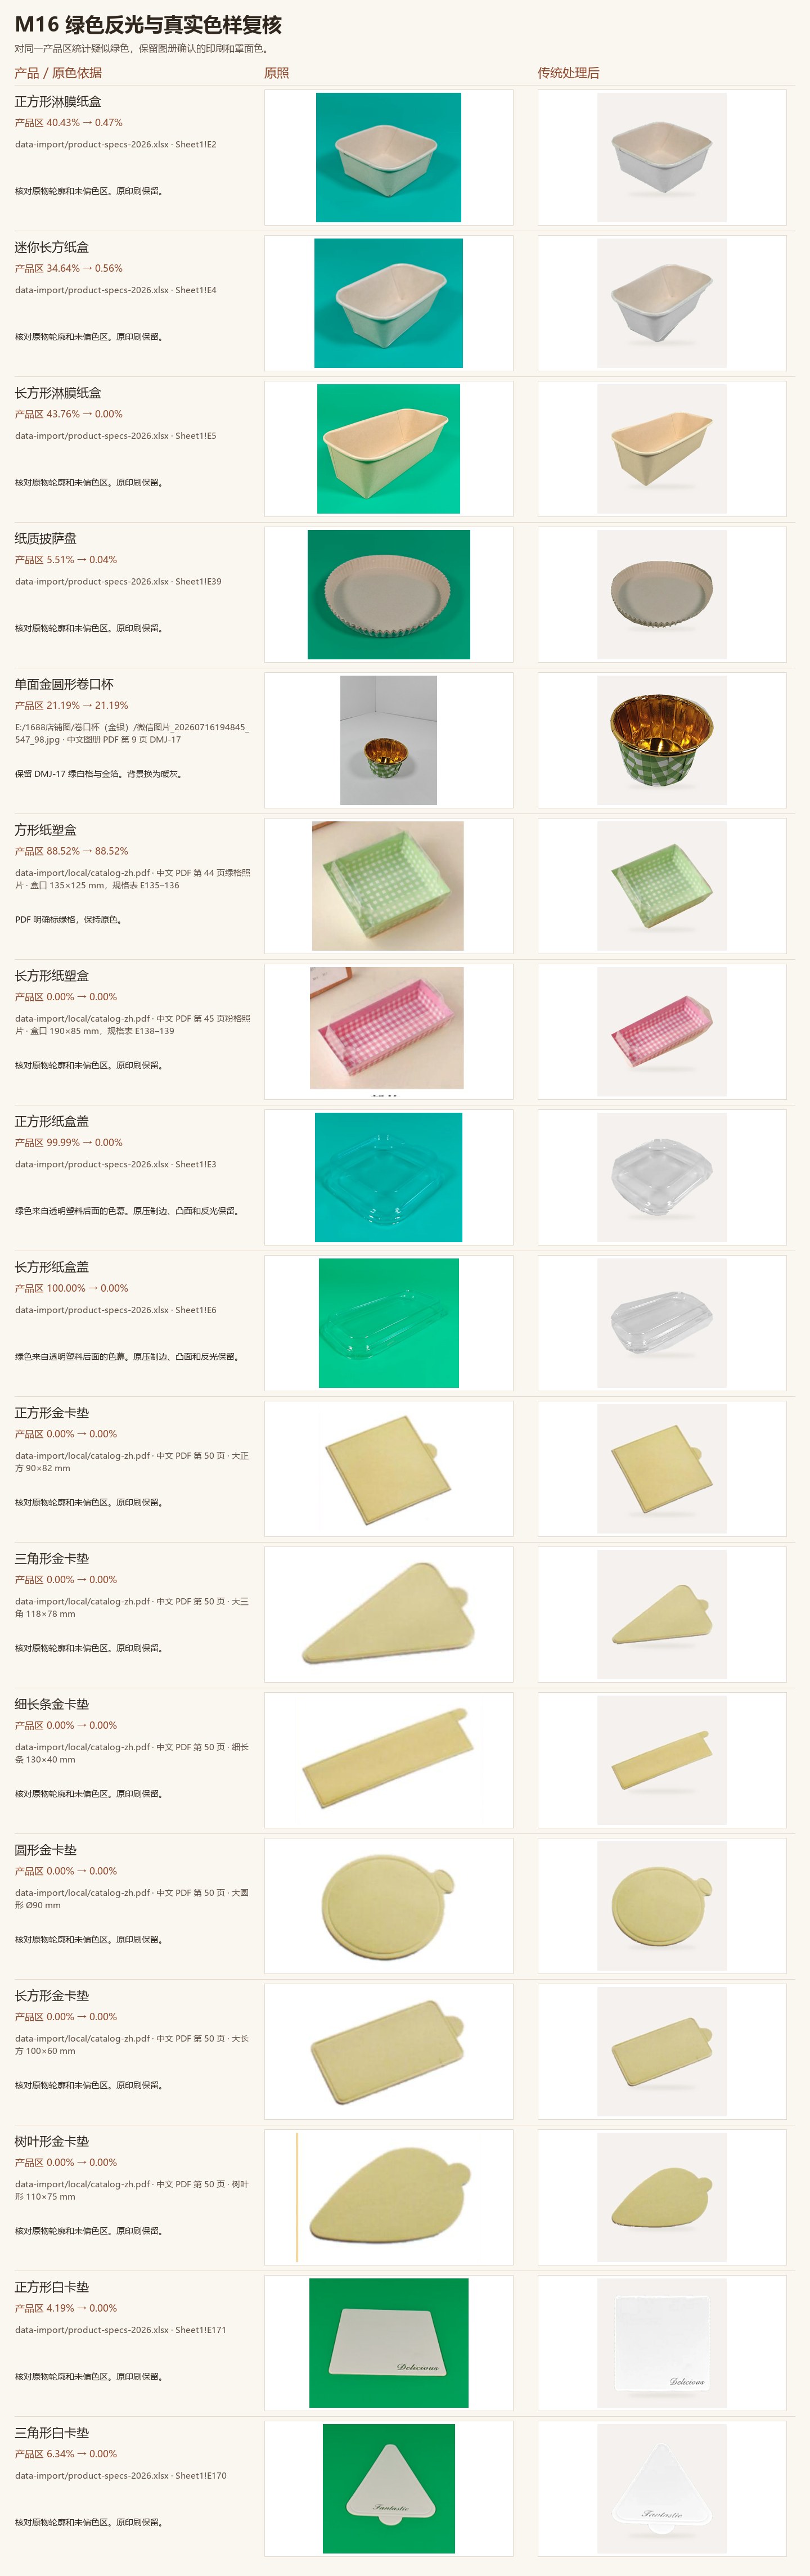 M16 绿色反光与真实色样复核
对同一产品区统计疑似绿色，保留图册确认的印刷和罩面色。
产品 / 原色依据
原照
传统处理后
正方形淋膜纸盒
产品区 40.43% → 0.47%
data-import/product-specs-2026.xlsx · Sheet1!E2
核对原物轮廓和未偏色区。原印刷保留。
迷你长方纸盒
产品区 34.64% → 0.56%
data-import/product-specs-2026.xlsx · Sheet1!E4
核对原物轮廓和未偏色区。原印刷保留。
长方形淋膜纸盒
产品区 43.76% → 0.00%
data-import/product-specs-2026.xlsx · Sheet1!E5
核对原物轮廓和未偏色区。原印刷保留。
纸质披萨盘
产品区 5.51% → 0.04%
data-import/product-specs-2026.xlsx · Sheet1!E39
核对原物轮廓和未偏色区。原印刷保留。
单面金圆形卷口杯
产品区 21.19% → 21.19%
E:/1688店铺图/卷口杯（金银）/微信图片_20260716194845_
547_98.jpg · 中文图册 PDF 第 9 页 DMJ-17
保留 DMJ-17 绿白格与金箔。背景换为暖灰。
方形纸塑盒
产品区 88.52% → 88.52%
data-import/local/catalog-zh.pdf · 中文 PDF 第 44 页绿格照
片 · 盒口 135×125 mm，规格表 E135–136
PDF 明确标绿格，保持原色。
长方形纸塑盒
产品区 0.00% → 0.00%
data-import/local/catalog-zh.pdf · 中文 PDF 第 45 页粉格照
片 · 盒口 190×85 mm，规格表 E138–139
核对原物轮廓和未偏色区。原印刷保留。
正方形纸盒盖
产品区 99.99% → 0.00%
data-import/product-specs-2026.xlsx · Sheet1!E3
绿色来自透明塑料后面的色幕。原压制边、凸面和反光保留。
长方形纸盒盖
产品区 100.00% → 0.00%
data-import/product-specs-2026.xlsx · Sheet1!E6
绿色来自透明塑料后面的色幕。原压制边、凸面和反光保留。
正方形金卡垫
产品区 0.00% → 0.00%
data-import/local/catalog-zh.pdf · 中文 PDF 第 50 页 · 大正
方 90×82 mm
核对原物轮廓和未偏色区。原印刷保留。
三角形金卡垫
产品区 0.00% → 0.00%
data-import/local/catalog-zh.pdf · 中文 PDF 第 50 页 · 大三
角 118×78 mm
核对原物轮廓和未偏色区。原印刷保留。
细长条金卡垫
产品区 0.00% → 0.00%
data-import/local/catalog-zh.pdf · 中文 PDF 第 50 页 · 细长
条 130×40 mm
核对原物轮廓和未偏色区。原印刷保留。
圆形金卡垫
产品区 0.00% → 0.00%
data-import/local/catalog-zh.pdf · 中文 PDF 第 50 页 · 大圆
形 Ø90 mm
核对原物轮廓和未偏色区。原印刷保留。
长方形金卡垫
产品区 0.00% → 0.00%
data-import/local/catalog-zh.pdf · 中文 PDF 第 50 页 · 大长
方 100×60 mm
核对原物轮廓和未偏色区。原印刷保留。
树叶形金卡垫
产品区 0.00% → 0.00%
data-import/local/catalog-zh.pdf · 中文 PDF 第 50 页 · 树叶
形 110×75 mm
核对原物轮廓和未偏色区。原印刷保留。
正方形白卡垫
产品区 4.19% → 0.00%
data-import/product-specs-2026.xlsx · Sheet1!E171
核对原物轮廓和未偏色区。原印刷保留。
Delicious
Delicious
三角形白卡垫
产品区 6.34% → 0.00%
data-import/product-specs-2026.xlsx · Sheet1!E170
核对原物轮廓和未偏色区。原印刷保留。
Fantastic
Fantastic